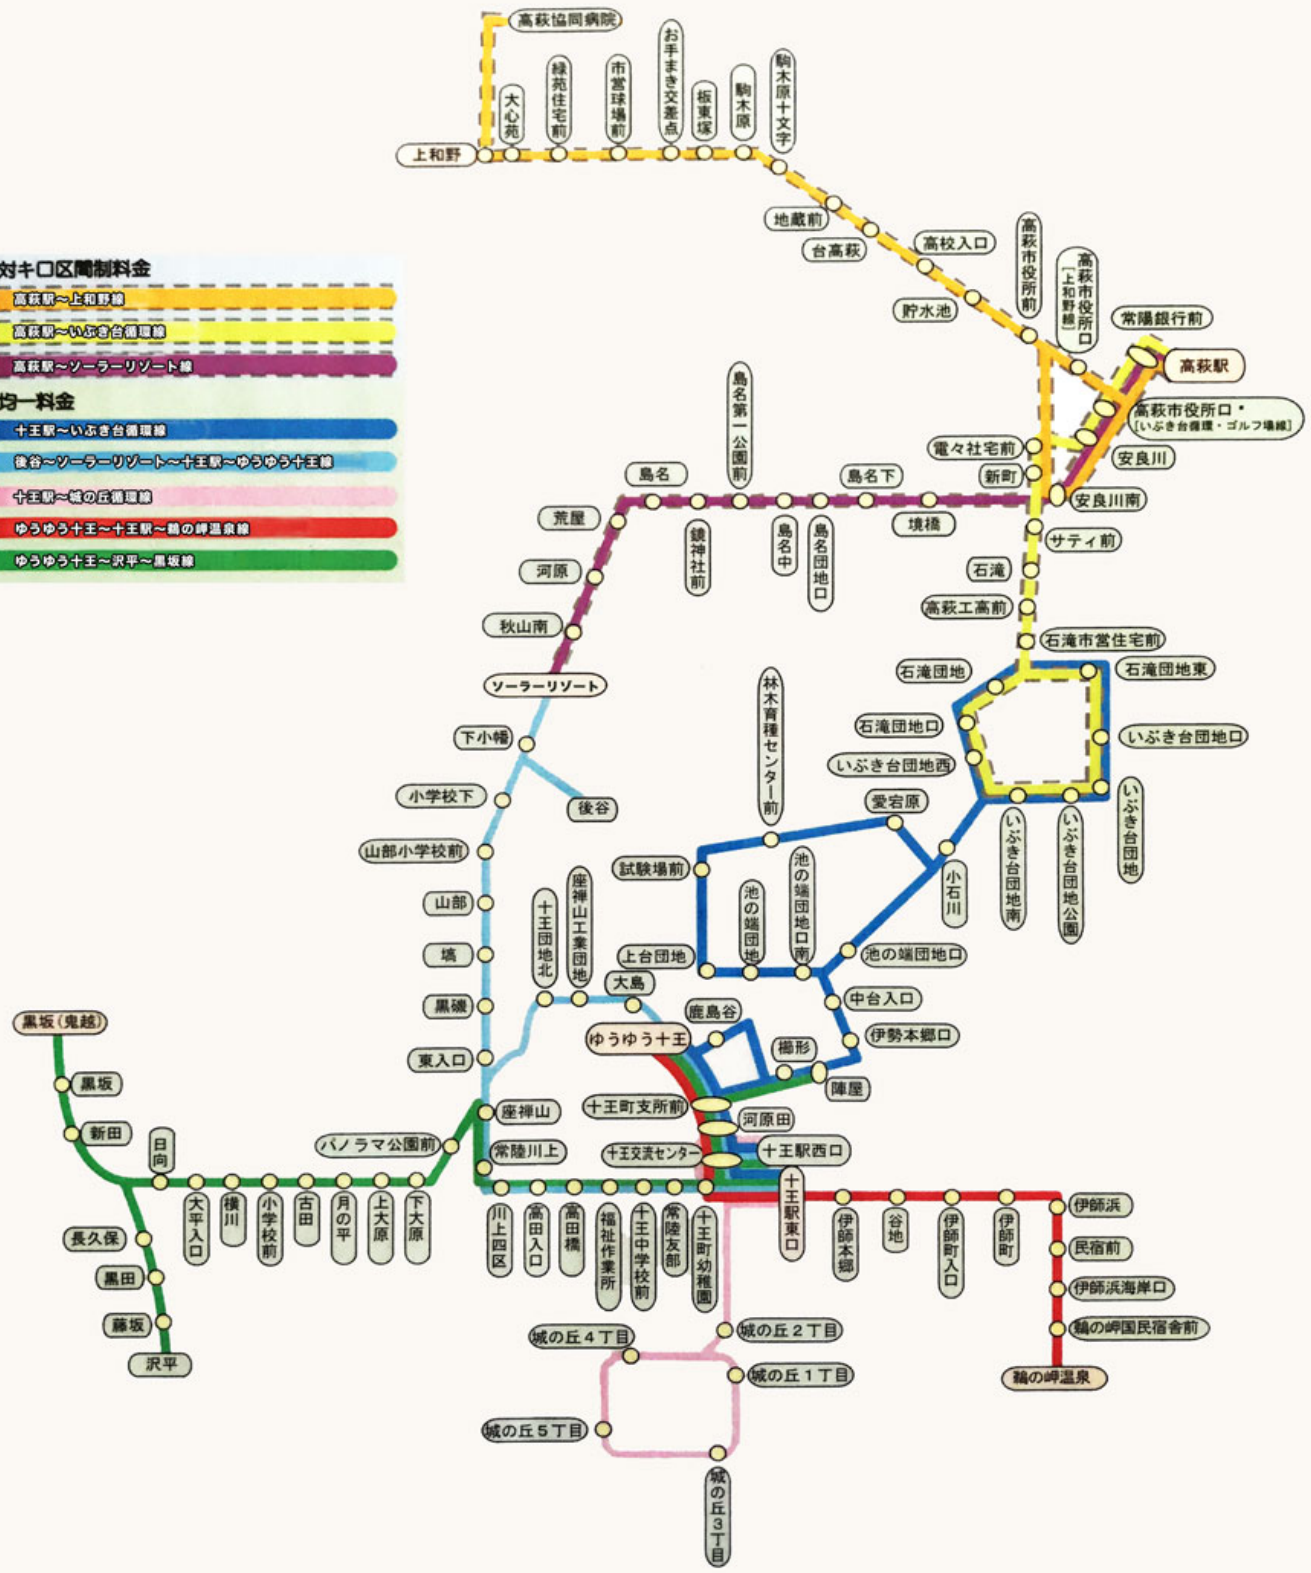 高萩協同病院
上和野
大心苑
緑苑住宅前
市営球場前
お手まき交差点
板東塚
駒木原
駒木原十文字
地蔵前
台高萩
高校入口
貯水池
高萩市役所前
高萩市役所口
[上和野線]
常陽銀行前
高萩駅
高萩市役所口・
[いぶき台循環・ゴルフ場線]
安良川
電々社宅前
新町
安良川南
対キロ区間制料金
高萩駅〜上和野線
高萩駅〜いぶき台循環線
高萩駅〜ソーラーリゾート線
均一料金
十王駅〜いぶき台循環線
後谷〜ソーラーリゾート〜十王駅〜ゆうゆう十王線
十王駅〜城の丘循環線
ゆうゆう十王〜十王駅〜鵜の岬温泉線
ゆうゆう十王〜沢平〜黒坂線
島名第一公園前
島名
島名下
荒屋
鏡神社前
島名中
島名団地口
境橋
サティ前
河原
石滝
高萩工高前
秋山南
石滝市営住宅前
ソーラーリゾート
石滝団地
石滝団地東
石滝団地口
いぶき台団地口
いぶき台団地西
いぶき台団地
いぶき台団地南
いぶき台団地公園
下小幡
後谷
小学校下
山部小学校前
山部
塙
黒磯
東入口
林木育種センター前
愛宕原
小石川
試験場前
池の端団地
池の端団地口南
上台団地
池の端団地口
中台入口
伊勢本郷口
十王団地北
座禅山工業団地
大島
鹿島谷
ゆうゆう十王
櫛形
陣屋
十王町支所前
河原田
十王交流センター
十王駅西口
十王駅東口
黒坂(鬼越)
黒坂
新田
日向
大平入口
横川
小学校前
古田
月の平
上大原
下大原
パノラマ公園前
座禅山
常陸川上
川上四区
高田入口
高田橋
福祉作業所
十王中学校前
常陸友部
十王町幼稚園
長久保
黒田
藤坂
沢平
伊師本郷
谷地
伊師町入口
伊師町
伊師浜
民宿前
伊師浜海岸口
鵜の岬国民宿舎前
鵜の岬温泉
城の丘2丁目
城の丘4丁目
城の丘1丁目
城の丘5丁目
城の丘3丁目